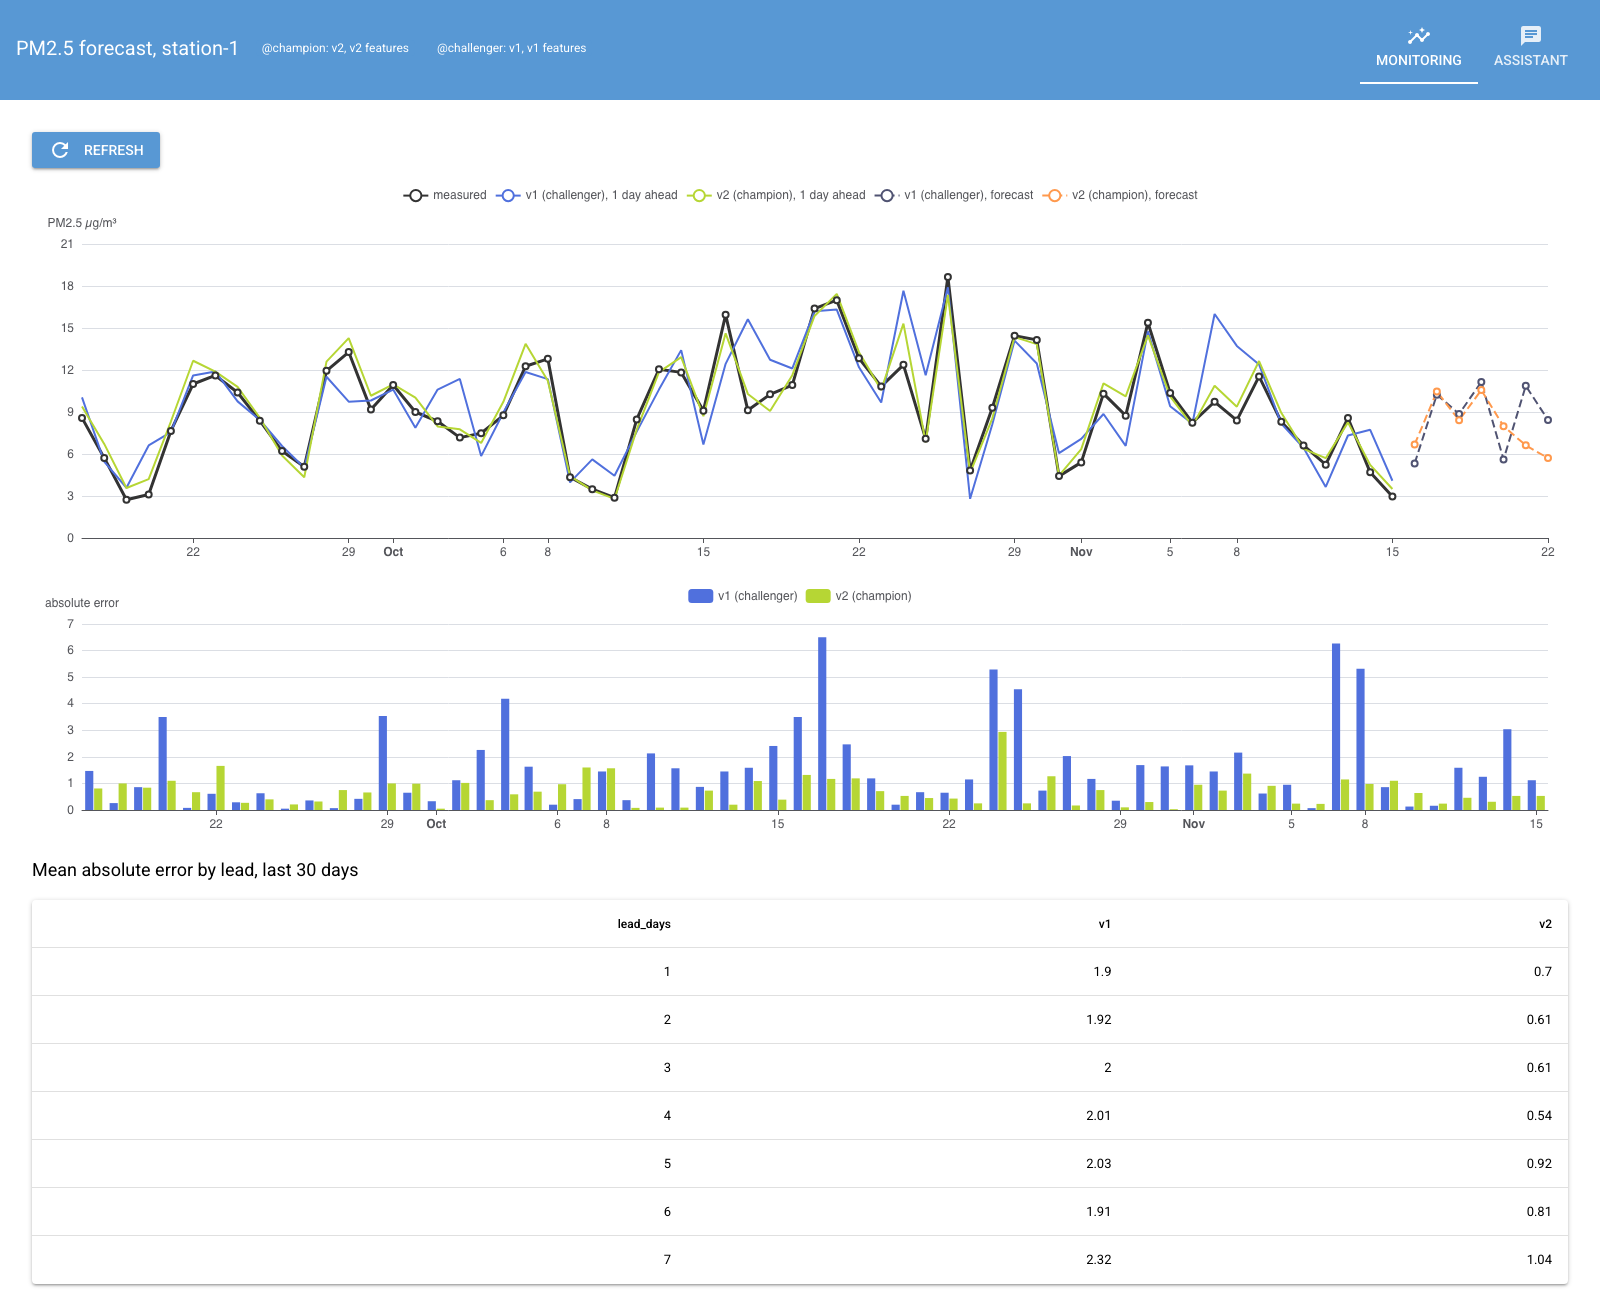 PM2.5 forecast, station-1
@champion: v2, v2 features
@challenger: v1, v1 features
MONITORING
ASSISTANT
REFRESH
measured
v1 (challenger), 1 day ahead
v2 (champion), 1 day ahead
v1 (challenger), forecast
v2 (champion), forecast
PM2.5 µg/m³
21
18
15
12
9
6
3
0
22 29 Oct 6 8 15 22 29 Nov 5 8 15 22
v1 (challenger)
v2 (champion)
absolute error
7
6
5
4
3
2
1
0
22 29 Oct 6 8 15 22 29 Nov 5 8 15
Mean absolute error by lead, last 30 days
lead_days v1 v2
1 1.9 0.7
2 1.92 0.61
3 2 0.61
4 2.01 0.54
5 2.03 0.92
6 1.91 0.81
7 2.32 1.04